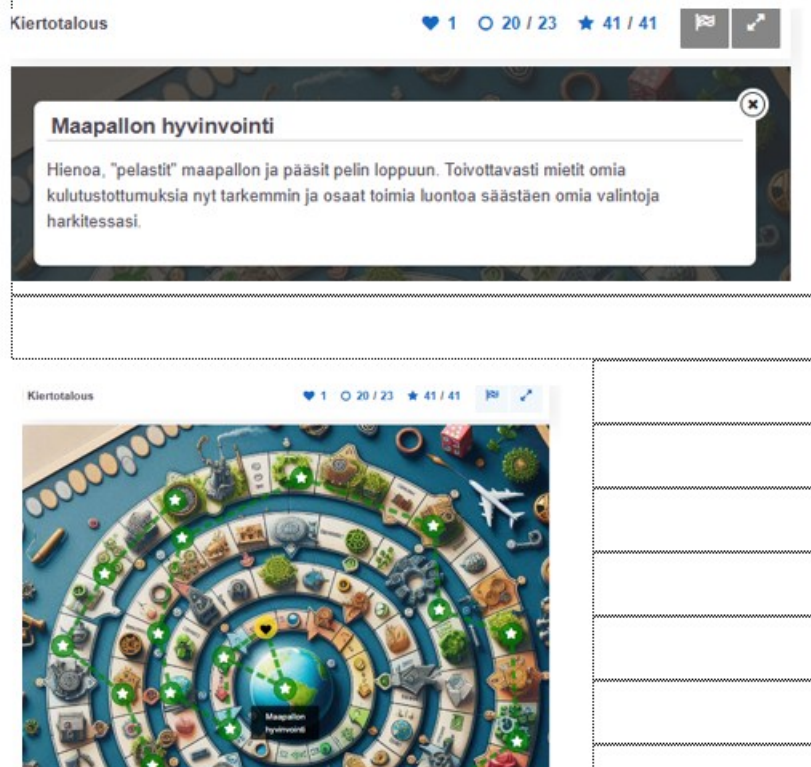 Kiertotalous 1 20 / 23 41 / 41
Maapallon hyvinvointi
Hienoa, "pelastit" maapallon ja pääsit pelin loppuun. Toivottavasti mietit omia
kulutustottumuksia nyt tarkemmin ja osaat toimia luontoa säästäen omia valintoja
harkitessasi.
Kiertotalous 1 20 / 23 41 / 41
Maapallon
hyvinvointi